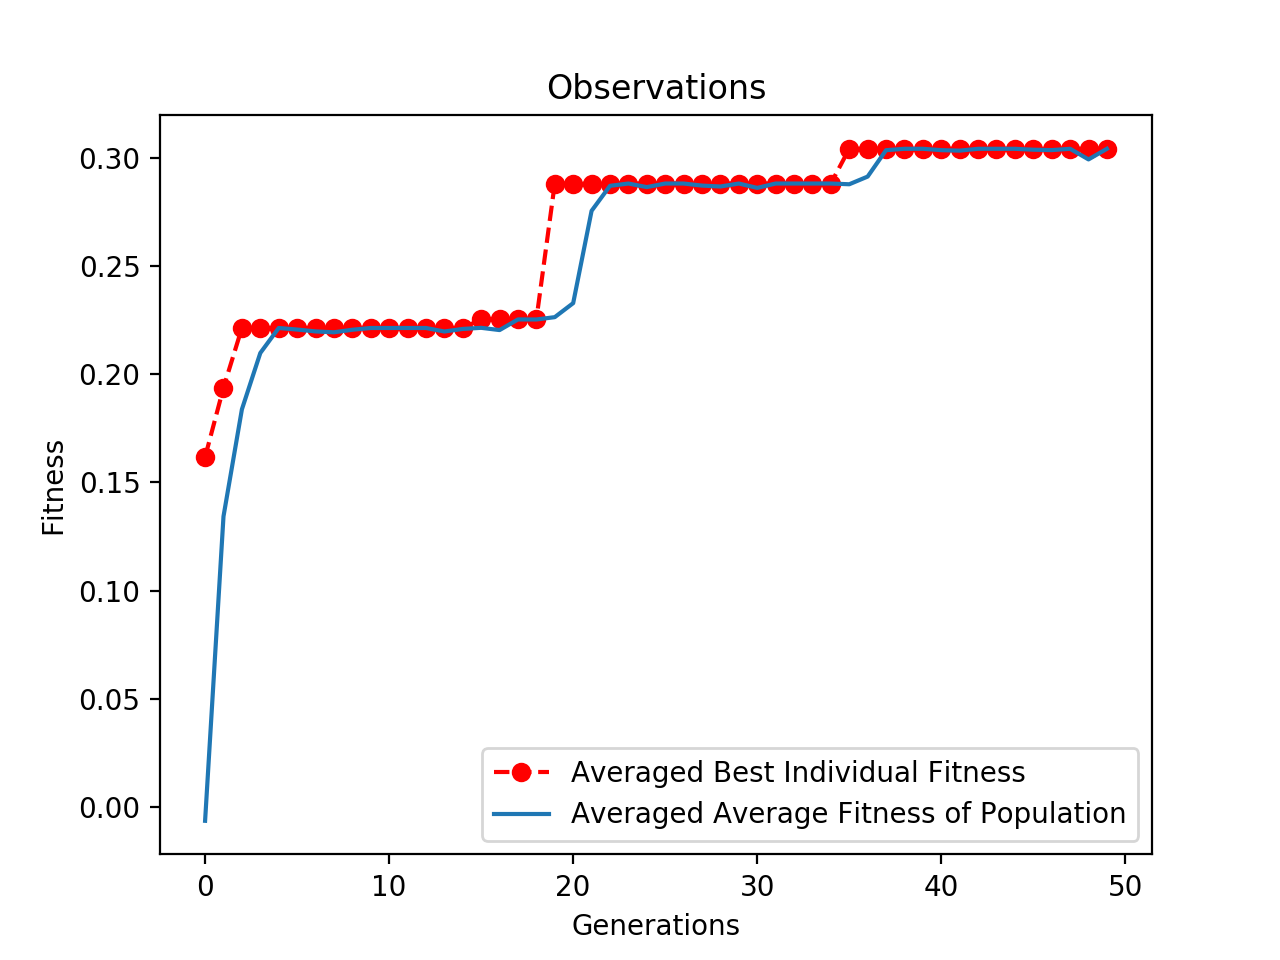 Observations
0.30
0.25
0.20
0.15
0.10
0.05
0.00
Fitness
Averaged Best Individual Fitness
Averaged Average Fitness of Population
0 10 20 30 40 50
Generations